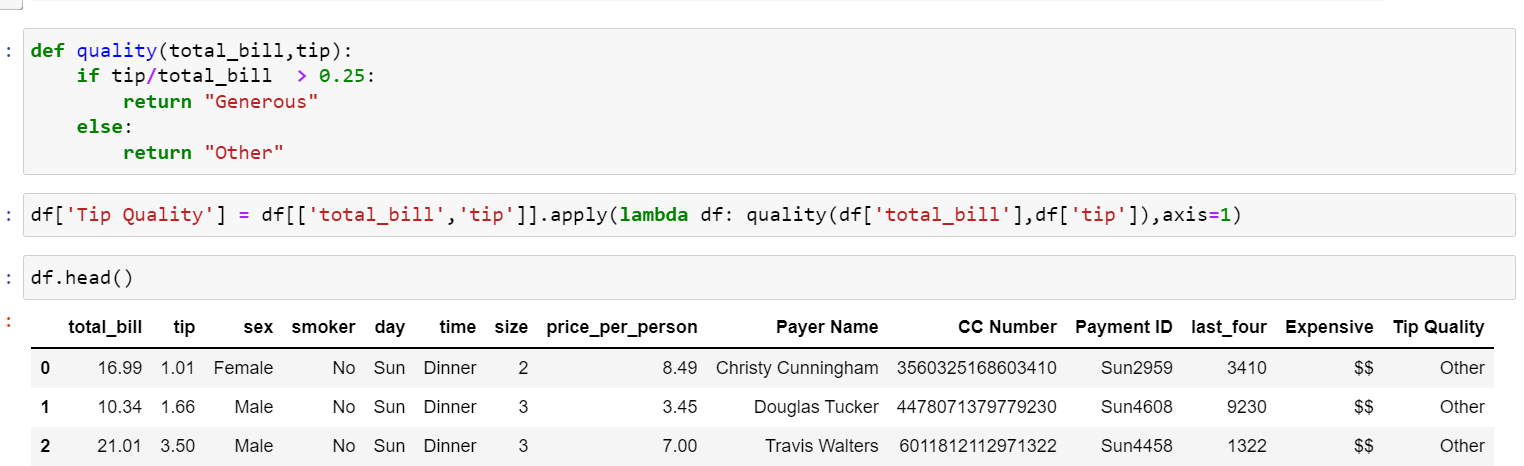 : def quality(total_bill,tip):
if tip/total_bill  > 0.25:
return "Generous"
else:
return "Other"
: df['Tip Quality'] = df[['total_bill','tip']].apply(lambda df: quality(df['total_bill'],df['tip']),axis=1)
: df.head()
:
total_bill tip sex smoker day time size price_per_person Payer Name CC Number Payment ID last_four Expensive Tip Quality
0 16.99 1.01 Female No Sun Dinner 2 8.49 Christy Cunningham 3560325168603410 Sun2959 3410 $$ Other
1 10.34 1.66 Male No Sun Dinner 3 3.45 Douglas Tucker 4478071379779230 Sun4608 9230 $$ Other
2 21.01 3.50 Male No Sun Dinner 3 7.00 Travis Walters 6011812112971322 Sun4458 1322 $$ Other